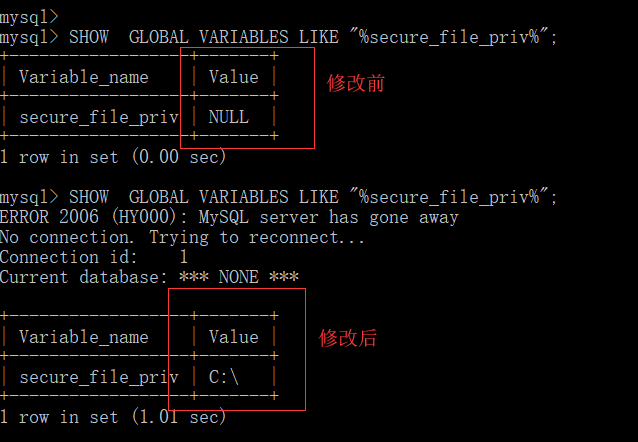 mysql>
mysql> SHOW  GLOBAL VARIABLES LIKE "%secure_file_priv%";
+------------------+-------+
| Variable_name    | Value |
+------------------+-------+
修改前
| secure_file_priv | NULL  |
+------------------+-------+
1 row in set (0.00 sec)
mysql> SHOW  GLOBAL VARIABLES LIKE "%secure_file_priv%";
ERROR 2006 (HY000): MySQL server has gone away
No connection. Trying to reconnect...
Connection id:    1
Current database: *** NONE ***
+------------------+-------+
| Variable_name    | Value |
+------------------+-------+
修改后
| secure_file_priv | C:\   |
+------------------+-------+
1 row in set (1.01 sec)